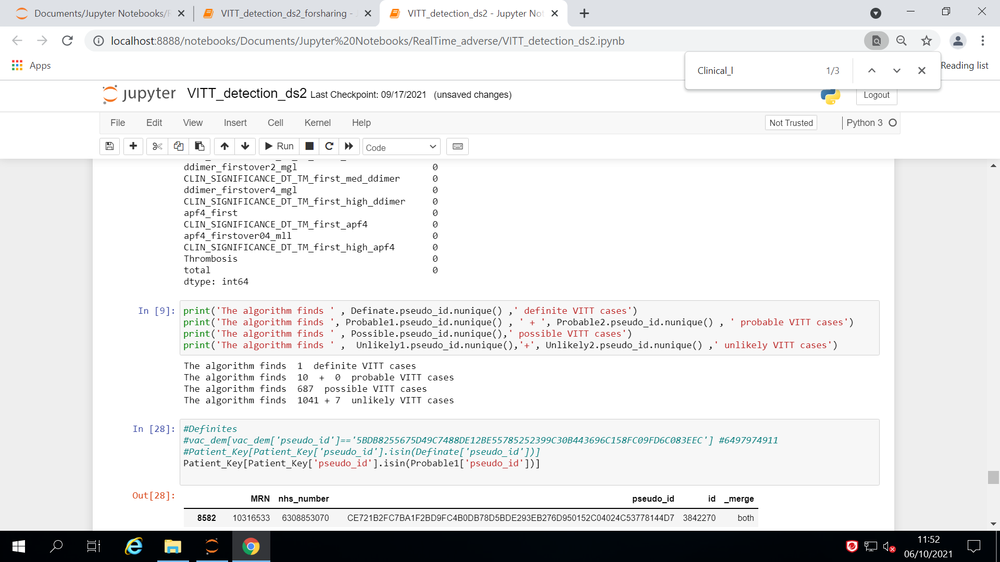 Documents/Jupyter Notebooks/R
VITT_detection_ds2_forsharing - J
VITT_detection_ds2 - Jupyter Not
localhost:8888/notebooks/Documents/Jupyter%20Notebooks/RealTime_adverse/VITT_detection_ds2.ipynb
Apps
Clinical_l 1/3
Reading list
jupyter VITT_detection_ds2 Last Checkpoint: 09/17/2021 (unsaved changes)
Logout
File Edit View Insert Cell Kernel Help Not Trusted Python 3
Run Code
ddimer_firstover2_mgl 0
CLIN_SIGNIFICANCE_DT_TM_first_med_ddimer 0
ddimer_firstover4_mgl 0
CLIN_SIGNIFICANCE_DT_TM_first_high_ddimer 0
apf4_first 0
CLIN_SIGNIFICANCE_DT_TM_first_apf4 0
apf4_firstover04_mll 0
CLIN_SIGNIFICANCE_DT_TM_first_high_apf4 0
Thrombosis 0
total 0
dtype: int64
In [9]: print('The algorithm finds ' , Definate.pseudo_id.nunique() ,' definite VITT cases')
print('The algorithm finds ', Probable1.pseudo_id.nunique() , ' + ', Probable2.pseudo_id.nunique() , ' probable VITT cases')
print('The algorithm finds ' , Possible.pseudo_id.nunique(),' possible VITT cases')
print('The algorithm finds ' ,  Unlikely1.pseudo_id.nunique(),'+', Unlikely2.pseudo_id.nunique() ,' unlikely VITT cases')
The algorithm finds  1  definite VITT cases
The algorithm finds  10  +  0  probable VITT cases
The algorithm finds  687  possible VITT cases
The algorithm finds  1041 + 7  unlikely VITT cases
In [28]: #Definites
#vac_dem[vac_dem['pseudo_id']=='5BDB8255675D49C7488DE12BE55785252399C30B443696C158FC09FD6C083EEC'] #6497974911
#Patient_Key[Patient_Key['pseudo_id'].isin(Definate['pseudo_id'])]
Patient_Key[Patient_Key['pseudo_id'].isin(Probable1['pseudo_id'])]
Out[28]:
MRN nhs_number pseudo_id id _merge
8582 10316533 6308853070 CE721B2FC7BA1F2BD9FC4B0DB78D5BDE293EB276D950152C04024C53778144D7 3842270 both
11:52
06/10/2021